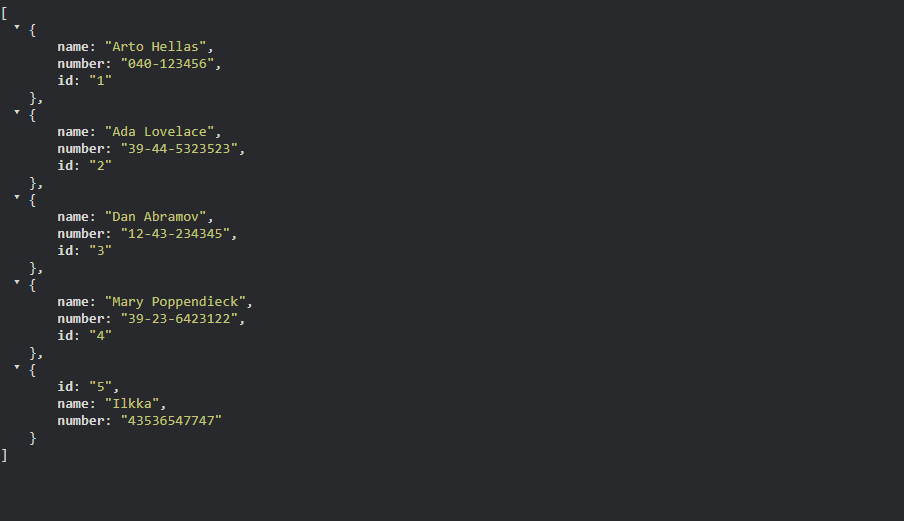 [
{
name: "Arto Hellas",
number: "040-123456",
id: "1"
},
{
name: "Ada Lovelace",
number: "39-44-5323523",
id: "2"
},
{
name: "Dan Abramov",
number: "12-43-234345",
id: "3"
},
{
name: "Mary Poppendieck",
number: "39-23-6423122",
id: "4"
},
{
id: "5",
name: "Ilkka",
number: "43536547747"
}
]